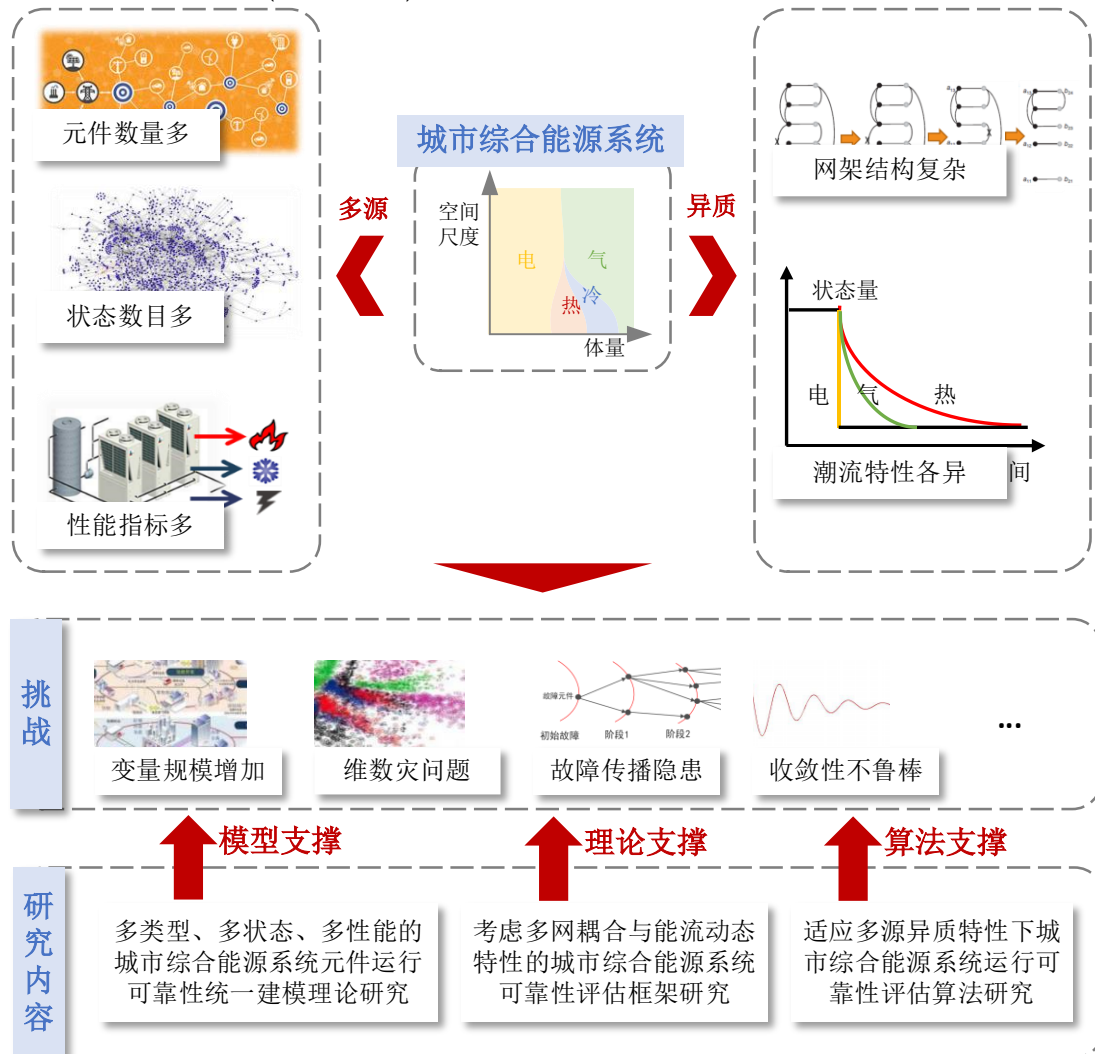 元件数量多
状态数目多
性能指标多
多源
城市综合能源系统
空间
尺度
电
气
热
冷
体量
异质
网架结构复杂
状态量
电
气
热
潮流特性各异
间
挑
战
故障元件
初始故障
阶段1
阶段2
变量规模增加
维数灾问题
故障传播隐患
收敛性不鲁棒
...
模型支撑
理论支撑
算法支撑
研
究
内
容
多类型、多状态、多性能的
城市综合能源系统元件运行
可靠性统一建模理论研究
考虑多网耦合与能流动态
特性的城市综合能源系统
可靠性评估框架研究
适应多源异质特性下城
市综合能源系统运行可
靠性评估算法研究